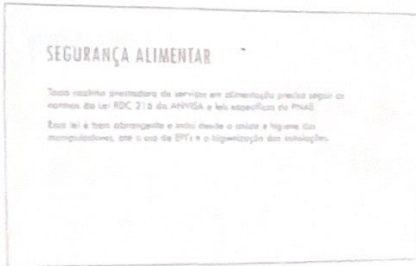 SEGURANÇA ALIMENTAR
Toda cozinha prestadora de serviços em alimentação precisa seguir as
normas da Lei RDC 216 da ANVISA e leis específicas do PNAE.
Essa lei é bem abrangente e inclui desde a saúde e higiene dos
manipuladores, até o uso de EPI's e a higienização das instalações.